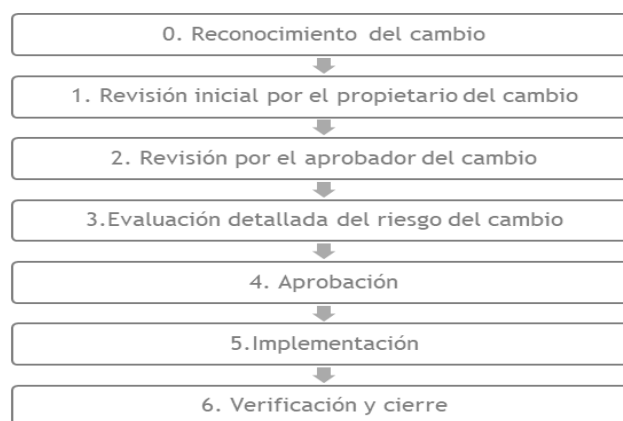 0. Reconocimiento del cambio
1. Revisión inicial por el propietario del cambio
2. Revisión por el aprobador del cambio
3.Evaluación detallada del riesgo del cambio
4. Aprobación
5.Implementación
6. Verificación y cierre